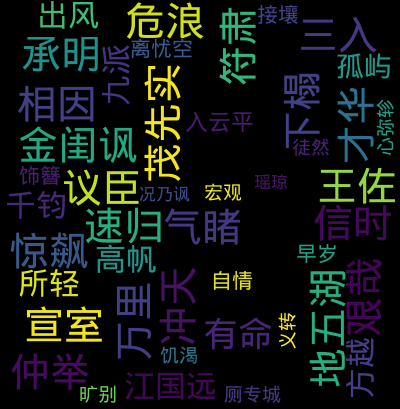 出风
危浪
接壤
三入
承明
离忧空
符肃
孤屿
九派
茂先实
相因
下榻
才华
心弥轸
入云平
金闺讽
徒然
饰簪
议臣
况乃讽
宏观
瑶琼
王佐
千钧
速归
气睹
信时
惊飙
高帆
早岁
艰哉
所轻
万里
冲天
自情
地五湖
宣室
有命
义转
方越
仲举
饥渴
旷别
江国远
厕专城